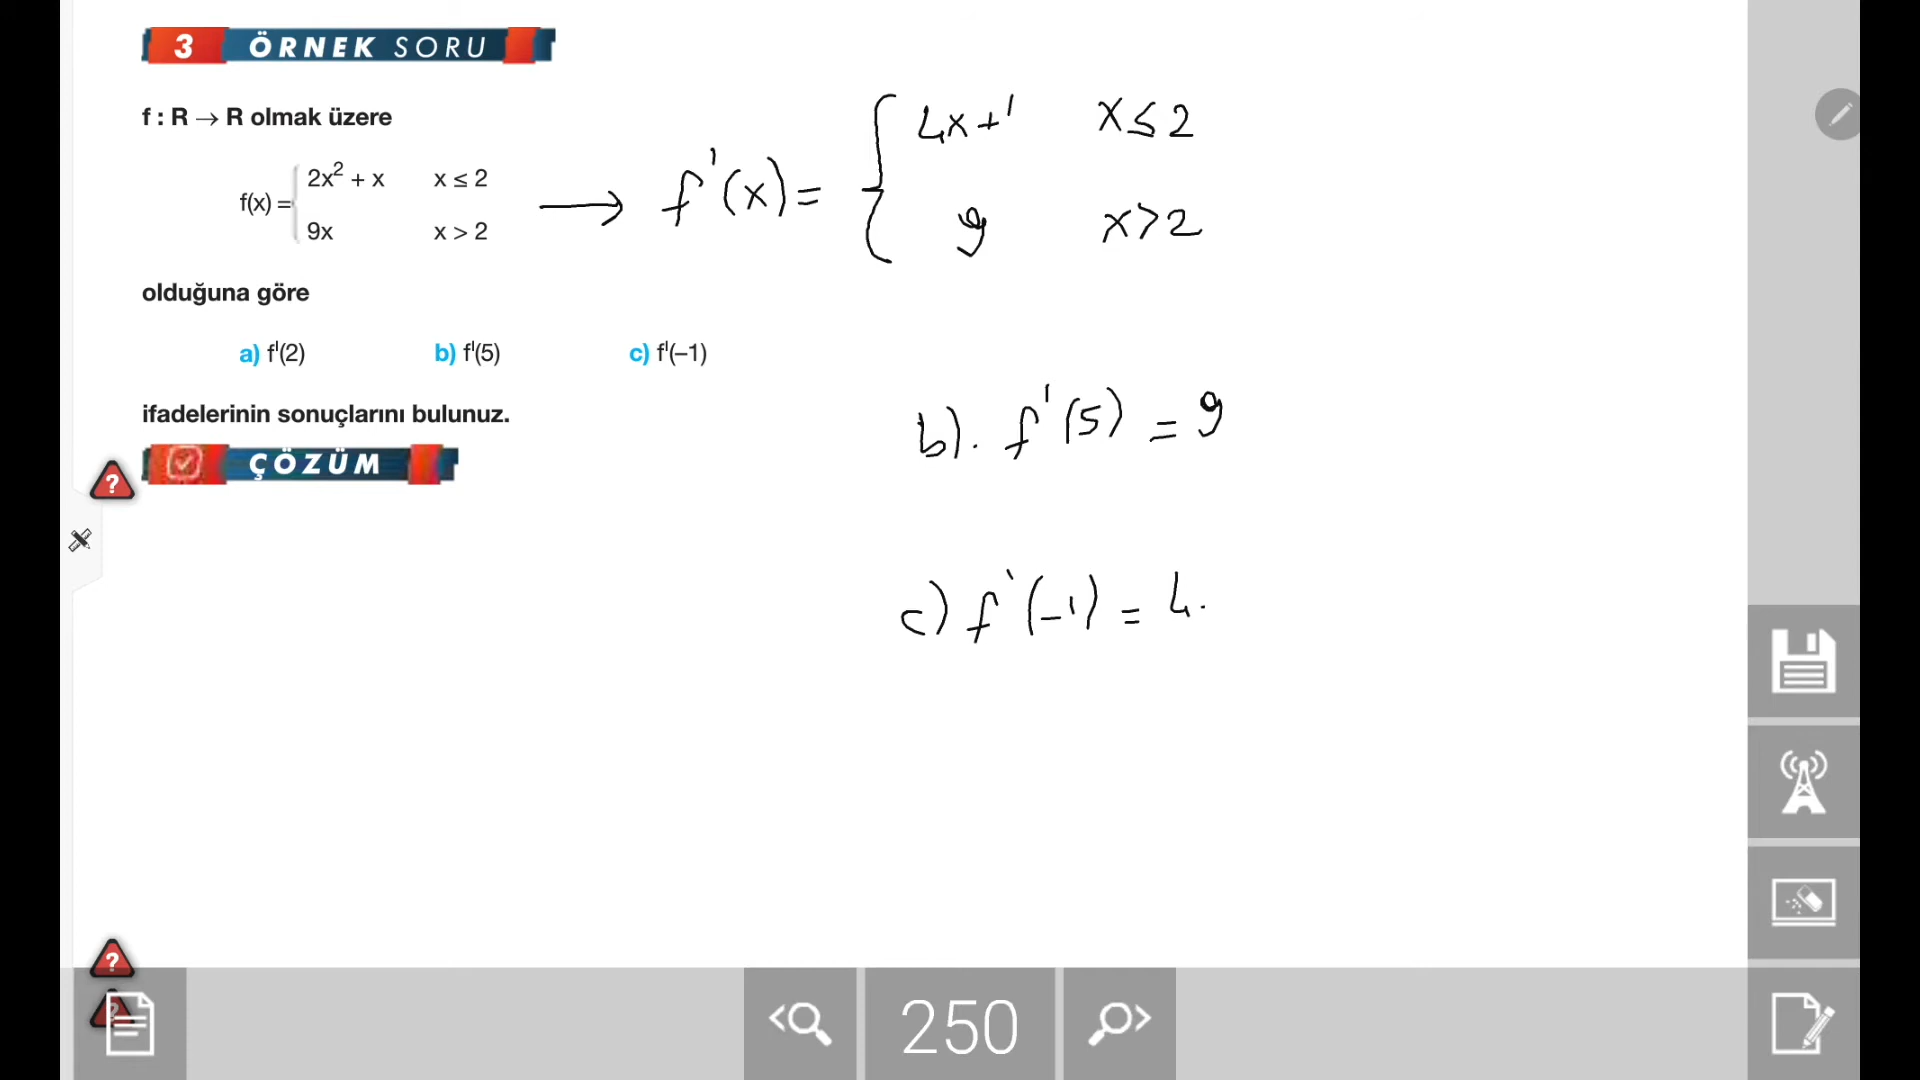 3 ÖRNEK SORU
f : R → R olmak üzere
f(x) = { 2x² + x x ≤ 2
9x x > 2
→ f'(x) = { 4x+1 x ≤ 2
9 x > 2
olduğuna göre
a) f'(2) b) f'(5) c) f'(–1)
ifadelerinin sonuçlarını bulunuz.
ÇÖZÜM
b). f'(5) = 9
c) f'(-1) = 4.
250